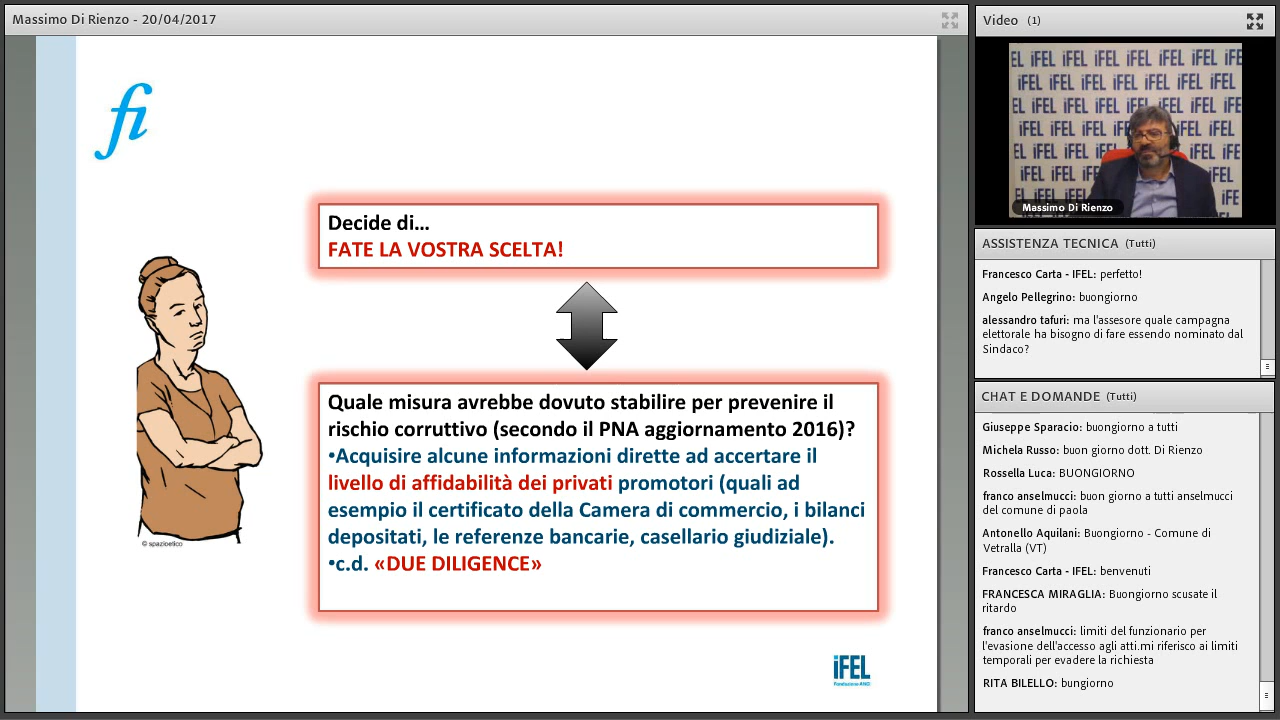 Massimo Di Rienzo - 20/04/2017
fi
Decide di…
FATE LA VOSTRA SCELTA!
Quale misura avrebbe dovuto stabilire per prevenire il
rischio corruttivo (secondo il PNA aggiornamento 2016)?
•Acquisire alcune informazioni dirette ad accertare il
livello di affidabilità dei privati promotori (quali ad
esempio il certificato della Camera di commercio, i bilanci
depositati, le referenze bancarie, casellario giudiziale).
•c.d. «DUE DILIGENCE»
© spazioetico
iFEL
Fondazione ANCI
Video (1)
iFEL iFEL iFEL iFEL iFEL
Massimo Di Rienzo
ASSISTENZA TECNICA (Tutti)
Francesco Carta - IFEL: perfetto!
Angelo Pellegrino: buongiorno
alessandro tafuri: ma l'assesore quale campagna
elettorale ha bisogno di fare essendo nominato dal
Sindaco?
CHAT E DOMANDE (Tutti)
Giuseppe Sparacio: buongiorno a tutti
Michela Russo: buon giorno dott. Di Rienzo
Rossella Luca: BUONGIORNO
franco anselmucci: buon giorno a tutti anselmucci
del comune di paola
Antonello Aquilani: Buongiorno - Comune di
Vetralla (VT)
Francesco Carta - IFEL: benvenuti
FRANCESCA MIRAGLIA: Buongiorno scusate il
ritardo
franco anselmucci: limiti del funzionario per
l'evasione dell'accesso agli atti.mi riferisco ai limiti
temporali per evadere la richiesta
RITA BILELLO: bungiorno